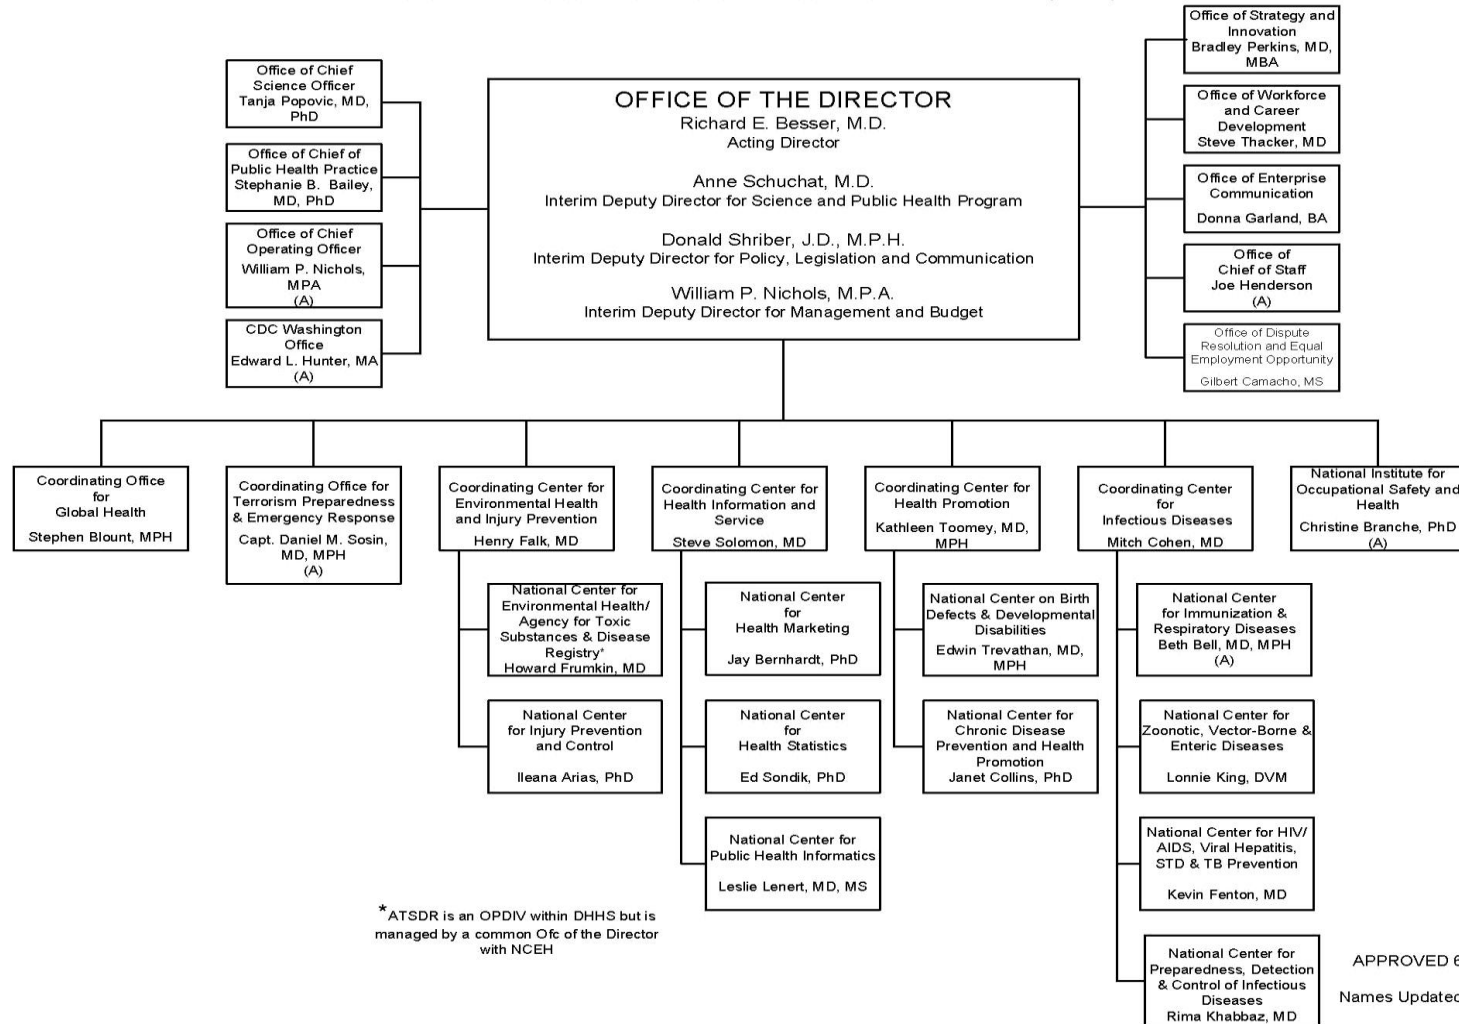 Office of Strategy and
Innovation
Bradley Perkins, MD,
MBA
Office of Chief
Science Officer
Tanja Popovic, MD,
PhD
Office of Chief of
Public Health Practice
Stephanie B. Bailey,
MD, PhD
Office of Chief
Operating Officer
William P. Nichols,
MPA
(A)
CDC Washington
Office
Edward L. Hunter, MA
(A)
OFFICE OF THE DIRECTOR
Richard E. Besser, M.D.
Acting Director
Anne Schuchat, M.D.
Interim Deputy Director for Science and Public Health Program
Donald Shriber, J.D., M.P.H.
Interim Deputy Director for Policy, Legislation and Communication
William P. Nichols, M.P.A.
Interim Deputy Director for Management and Budget
Office of Workforce
and Career
Development
Steve Thacker, MD
Office of Enterprise
Communication
Donna Garland, BA
Office of
Chief of Staff
Joe Henderson
(A)
Office of Dispute
Resolution and Equal
Employment Opportunity
Gilbert Camacho, MS
Coordinating Office
for
Global Health
Stephen Blount, MPH
Coordinating Office for
Terrorism Preparedness
& Emergency Response
Capt. Daniel M. Sosin,
MD, MPH
(A)
Coordinating Center for
Environmental Health
and Injury Prevention
Henry Falk, MD
Coordinating Center for
Health Information and
Service
Steve Solomon, MD
Coordinating Center for
Health Promotion
Kathleen Toomey, MD,
MPH
Coordinating Center
for
Infectious Diseases
Mitch Cohen, MD
National Institute for
Occupational Safety and
Health
Christine Branche, PhD
(A)
National Center for
Environmental Health/
Agency for Toxic
Substances & Disease
Registry*
Howard Frumkin, MD
National Center
for Injury Prevention
and Control
Ileana Arias, PhD
National Center
for
Health Marketing
Jay Bernhardt, PhD
National Center
for
Health Statistics
Ed Sondik, PhD
National Center for
Public Health Informatics
Leslie Lenert, MD, MS
National Center on Birth
Defects & Developmental
Disabilities
Edwin Trevathan, MD,
MPH
National Center for
Chronic Disease
Prevention and Health
Promotion
Janet Collins, PhD
National Center
for Immunization &
Respiratory Diseases
Beth Bell, MD, MPH
(A)
National Center for
Zoonotic, Vector-Borne &
Enteric Diseases
Lonnie King, DVM
National Center for HIV/
AIDS, Viral Hepatitis,
STD & TB Prevention
Kevin Fenton, MD
National Center for
Preparedness, Detection
& Control of Infectious
Diseases
Rima Khabbaz, MD
*ATSDR is an OPDIV within DHHS but is
managed by a common Ofc of the Director
with NCEH
APPROVED 6
Names Updated